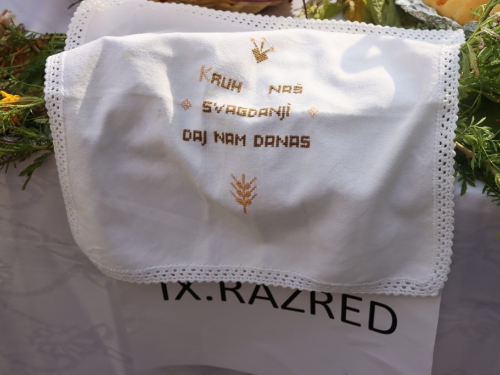 KRUH NAŠ
SVAGDANJI
DAJ NAM DANAS
IX.RAZRED